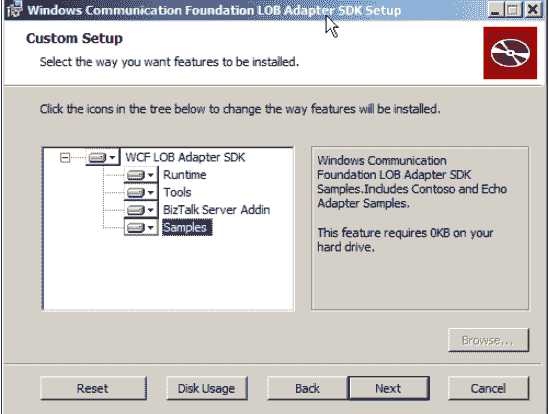 Windows Communication Foundation LOB Adapter SDK Setup
Custom Setup
Select the way you want features to be installed.
Click the icons in the tree below to change the way features will be installed.
WCF LOB Adapter SDK
Runtime
Tools
BizTalk Server Addin
Samples
Windows Communication
Foundation LOB Adapter SDK
Samples.Includes Contoso and Echo
Adapter Samples.
This feature requires 0KB on your
hard drive.
Browse...
Reset
Disk Usage
Back
Next
Cancel